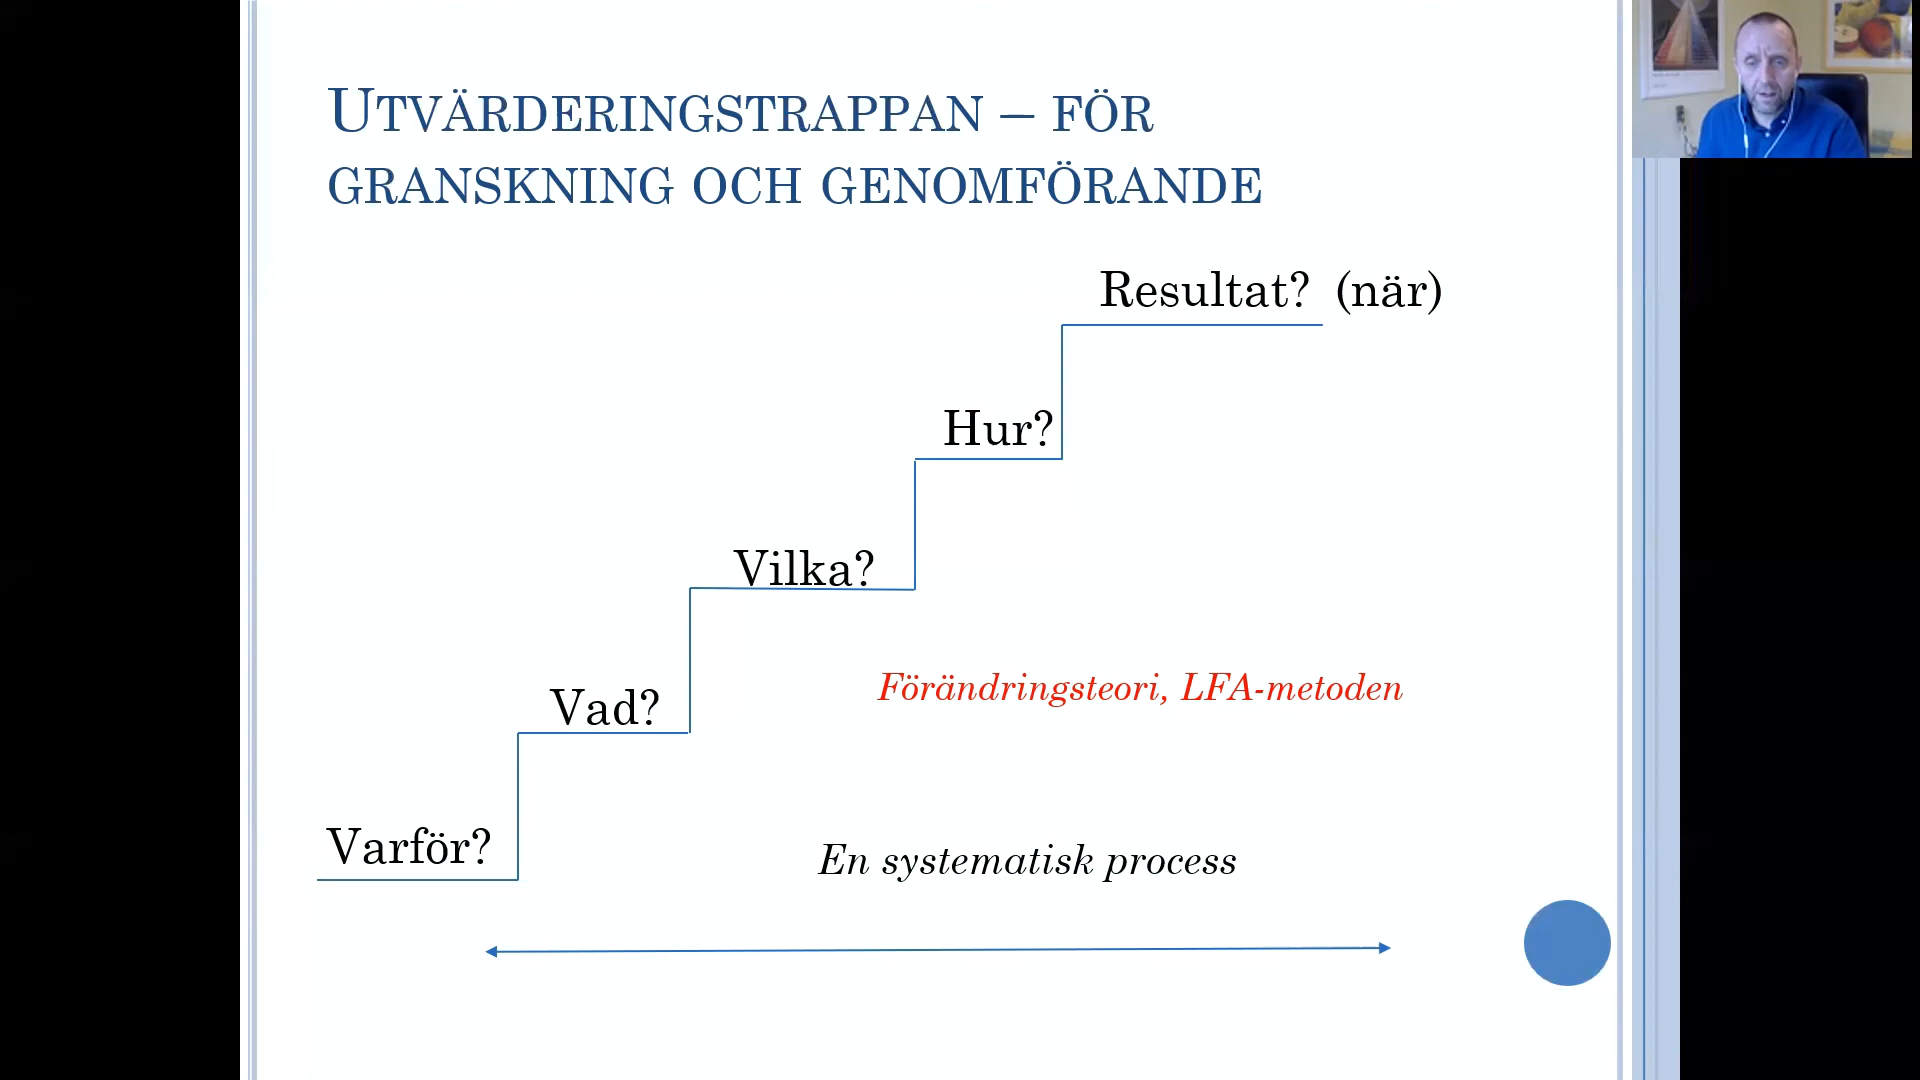 UTVÄRDERINGSTRAPPAN – FÖR
GRANSKNING OCH GENOMFÖRANDE
Resultat? (när)
Hur?
Vilka?
Förändringsteori, LFA-metoden
Vad?
Varför?
En systematisk process